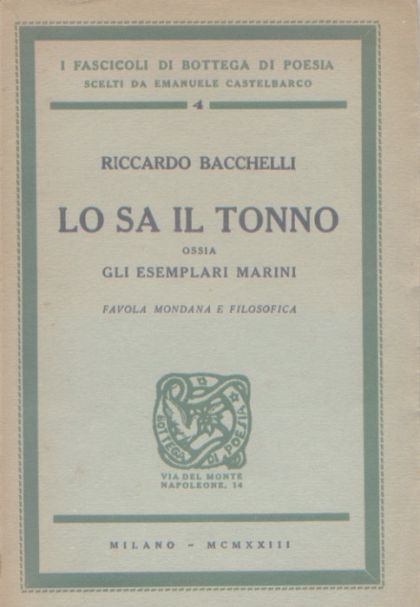 I FASCICOLI DI BOTTEGA DI POESIA
SCELTI DA EMANUELE CASTELBARCO
4
RICCARDO BACCHELLI
LO SA IL TONNO
OSSIA
GLI ESEMPLARI MARINI
FAVOLA MONDANA E FILOSOFICA
BOTTEGA DI POESIA
VIA DEL MONTE
NAPOLEONE, 14
MILANO - MCMXXIII